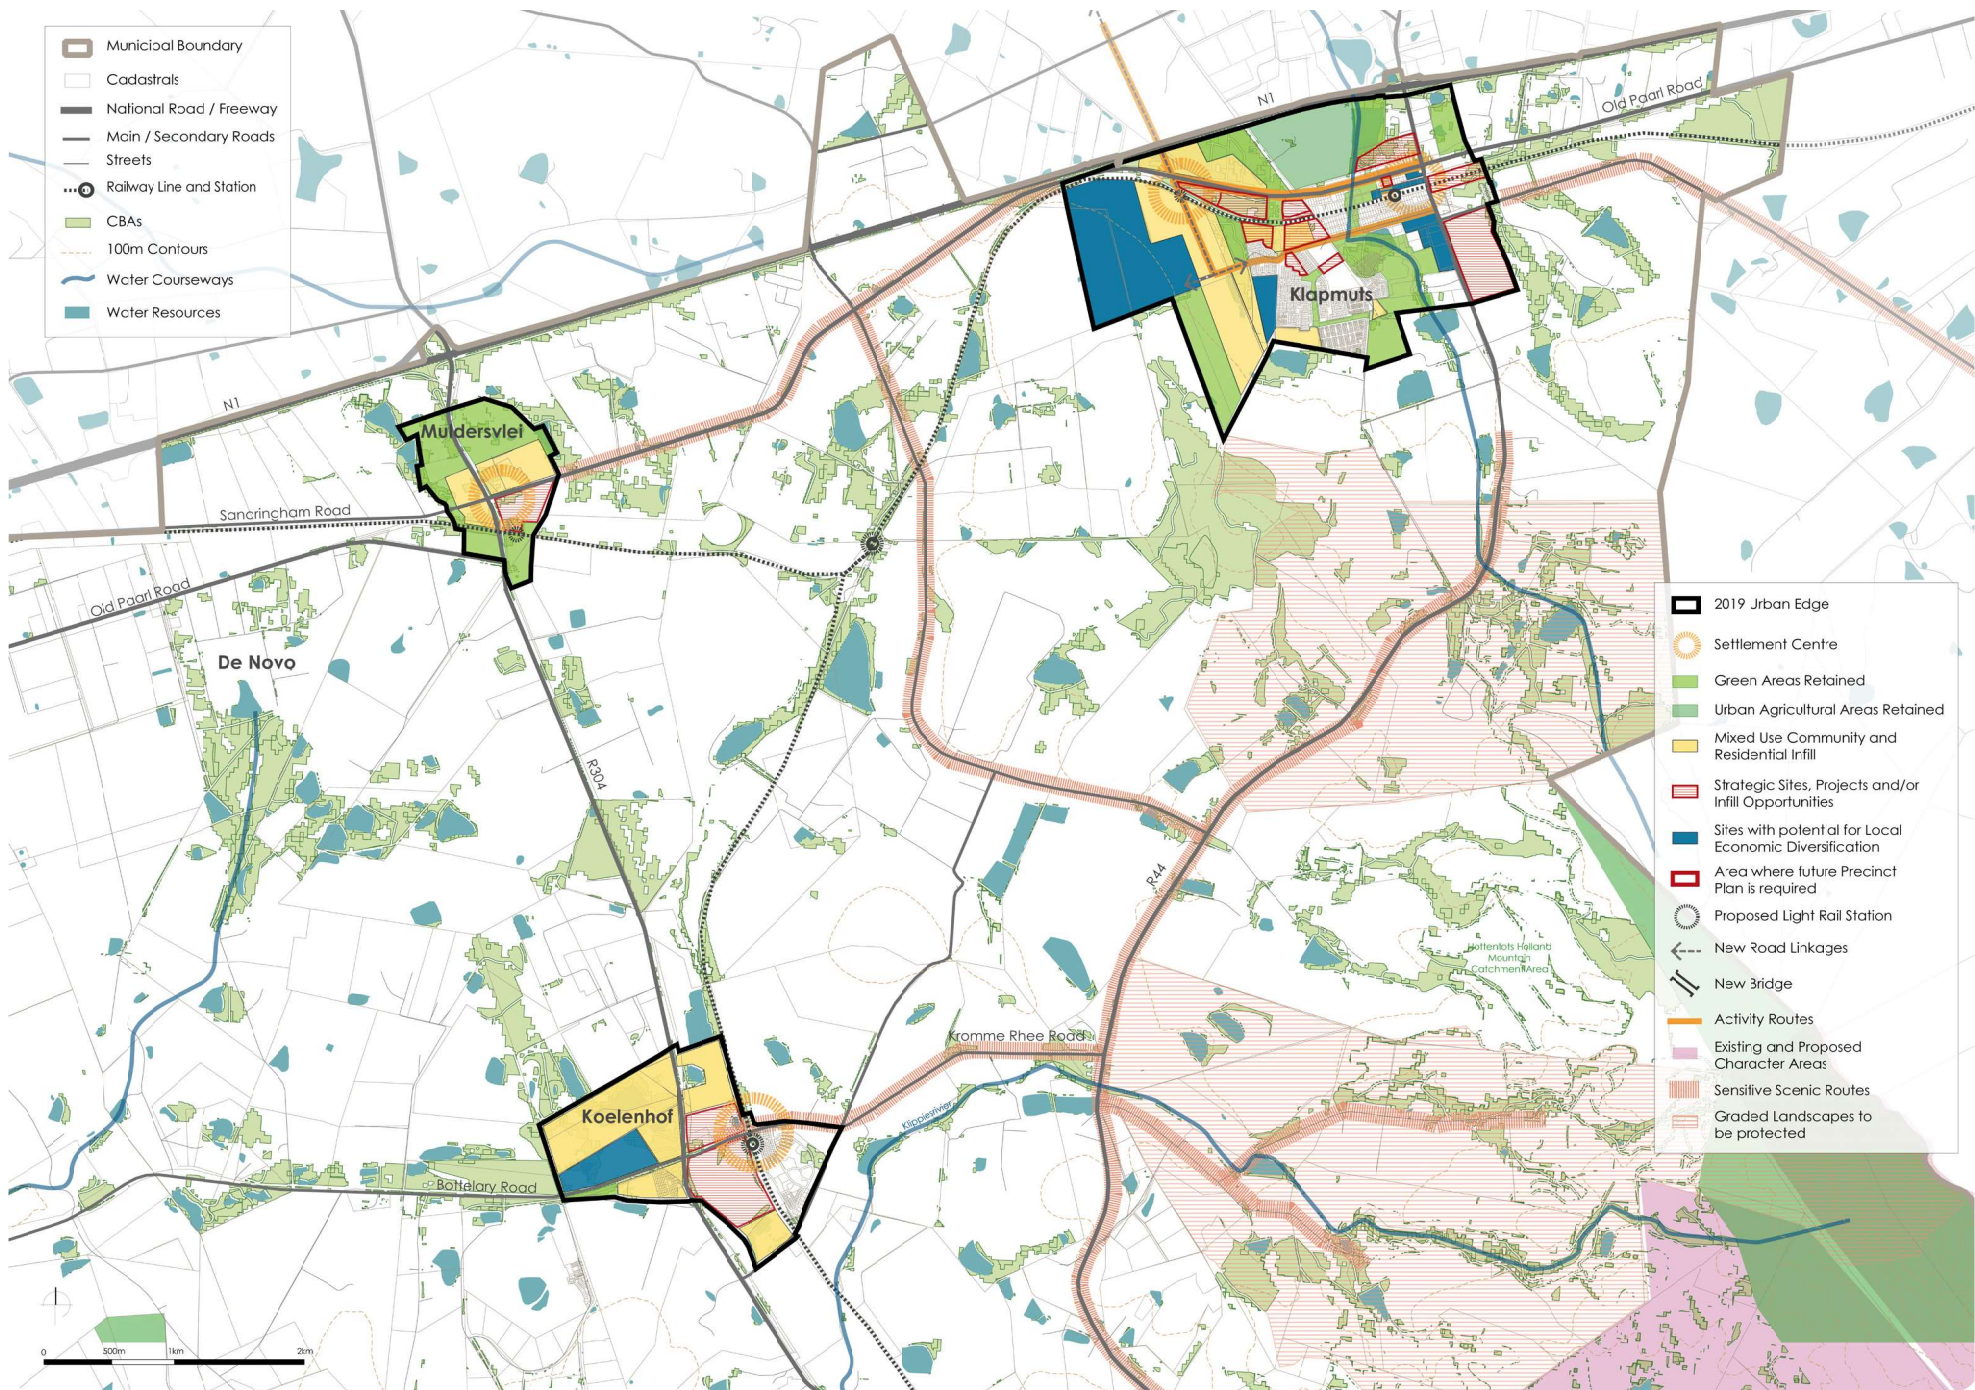 Municipal Boundary
Cadastrals
National Road / Freeway
Main / Secondary Roads
Streets
Railway Line and Station
CBAs
100m Contours
Water Courseways
Water Resources
N1
Old Paarl Road
Klapmuts
N1
Muldersvlei
Sandringham Road
Old Paarl Road
De Novo
R304
R44
Hottentots Holland
Mountain
Catchment Area
Kromme Rhee Road
Klippiesrivier
Koelenhof
Bottelary Road
2019 Urban Edge
Settlement Centre
Green Areas Retained
Urban Agricultural Areas Retained
Mixed Use Community and
Residential Infill
Strategic Sites, Projects and/or
Infill Opportunities
Sites with potental for Local
Economic Diversification
Area where future Precinct
Plan is required
Proposed Light Rail Station
New Road Linkages
New Bridge
Activity Routes
Existing and Proposed
Character Areas
Sensitive Scenic Routes
Graded Landscapes to
be protected
0 500m 1km 2km